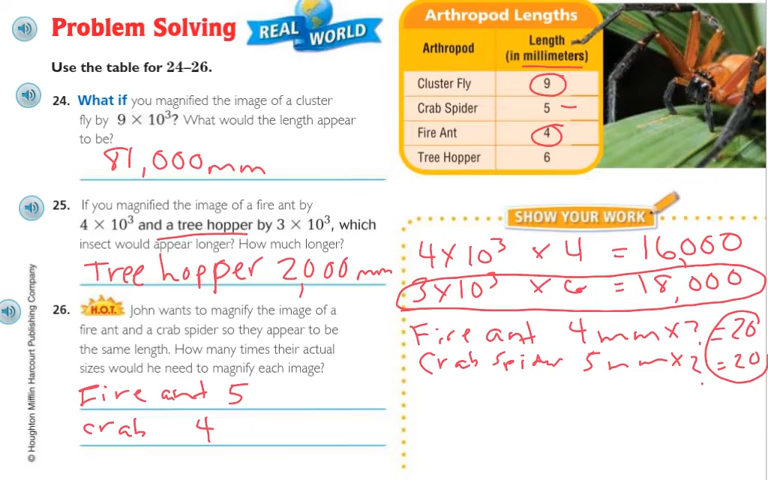 Problem Solving
REAL WORLD
Use the table for 24–26.
24. What if you magnified the image of a cluster
fly by 9 × 10³? What would the length appear
to be?
81,000mm
25. If you magnified the image of a fire ant by
4 × 10³ and a tree hopper by 3 × 10³, which
insect would appear longer? How much longer?
Tree hopper 2,000 mm
26. H.O.T. John wants to magnify the image of a
fire ant and a crab spider so they appear to be
the same length. How many times their actual
sizes would he need to magnify each image?
Fire and 5
crab 4
© Houghton Mifflin Harcourt Publishing Company
Arthropod Lengths
Arthropod Length (in millimeters)
Cluster Fly 9
Crab Spider 5
Fire Ant 4
Tree Hopper 6
SHOW YOUR WORK
4 x 10³ x 4 = 16,000
3 x 10³ x 6 = 18,000
Fire ant 4mm x ? = 20
Crab Spider 5mm x ? = 20